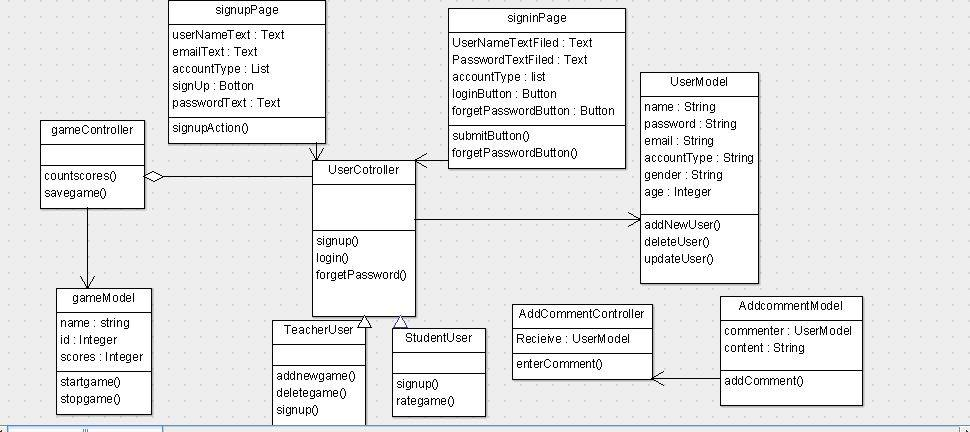 signupPage
userNameText : Text
emailText : Text
accountType : List
signUp : Botton
passwordText : Text
signupAction()
signinPage
UserNameTextFiled : Text
PasswordTextFiled : Text
accountType : list
loginButton : Button
forgetPasswordButton : Button
submitButton()
forgetPasswordButton()
UserModel
name : String
password : String
email : String
accountType : String
gender : String
age : Integer
addNewUser()
deleteUser()
updateUser()
gameController
countscores()
savegame()
UserCotroller
signup()
login()
forgetPassword()
gameModel
name : string
id : Integer
scores : Integer
startgame()
stopgame()
TeacherUser
addnewgame()
deletegame()
signup()
StudentUser
signup()
rategame()
AddCommentController
Recieive : UserModel
enterComment()
AddcommentModel
commenter : UserModel
content : String
addComment()